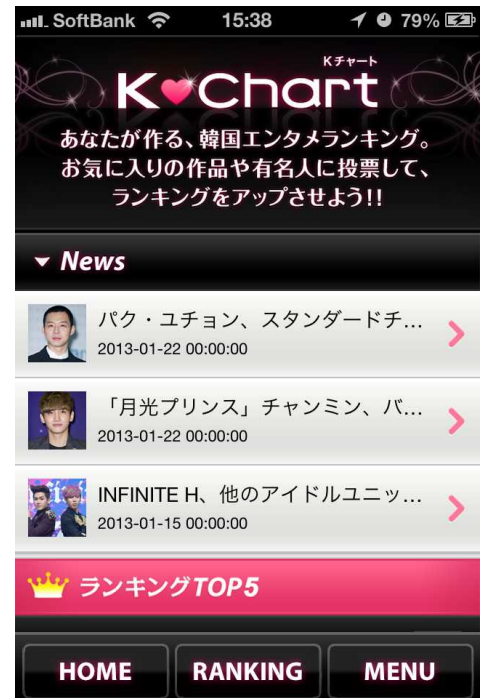 SoftBank 15:38 79%
Kチャート
K Chart
あなたが作る、韓国エンタメランキング。
お気に入りの作品や有名人に投票して、
ランキングをアップさせよう!!
News
パク・ユチョン、スタンダードチ...
2013-01-22 00:00:00
「月光プリンス」チャンミン、バ...
2013-01-22 00:00:00
INFINITE H、他のアイドルユニッ...
2013-01-15 00:00:00
ランキングTOP5
HOME RANKING MENU